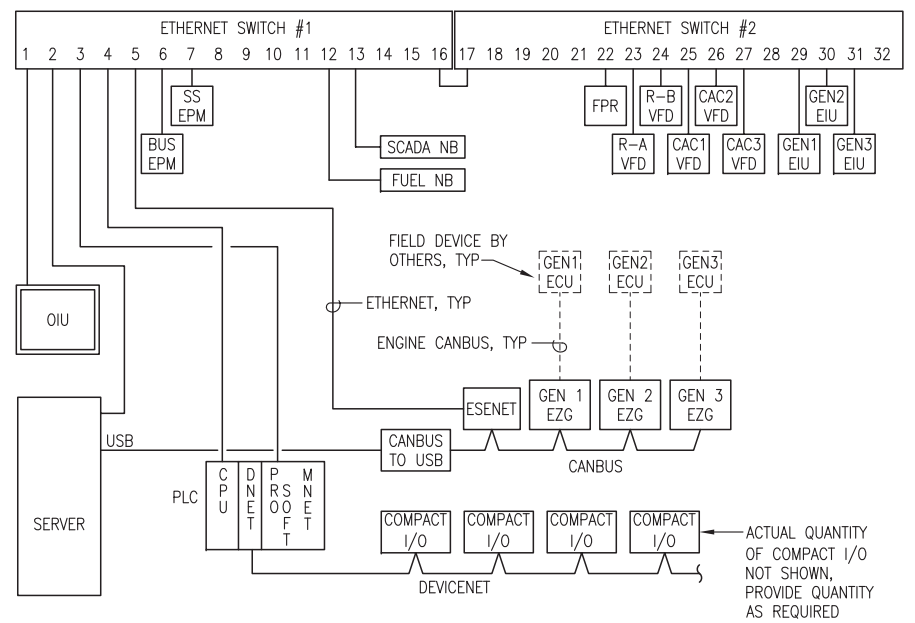 ETHERNET SWITCH #1
ETHERNET SWITCH #2
1 2 3 4 5 6 7 8 9 10 11 12 13 14 15 16 17 18 19 20 21 22 23 24 25 26 27 28 29 30 31 32
SS
EPM
BUS
EPM
SCADA NB
FUEL NB
FPR
R-B
VFD
CAC2
VFD
GEN2
EIU
R-A
VFD
CAC1
VFD
CAC3
VFD
GEN1
EIU
GEN3
EIU
FIELD DEVICE BY
OTHERS, TYP
GEN1
ECU
GEN2
ECU
GEN3
ECU
ETHERNET, TYP
OIU
ENGINE CANBUS, TYP
ESENET
GEN 1
EZG
GEN 2
EZG
GEN 3
EZG
USB
CANBUS
TO USB
CANBUS
SERVER
PLC
CPU
DNET
PRO
SOFT
MNET
COMPACT
I/O
COMPACT
I/O
COMPACT
I/O
COMPACT
I/O
DEVICENET
ACTUAL QUANTITY
OF COMPACT I/O
NOT SHOWN,
PROVIDE QUANTITY
AS REQUIRED